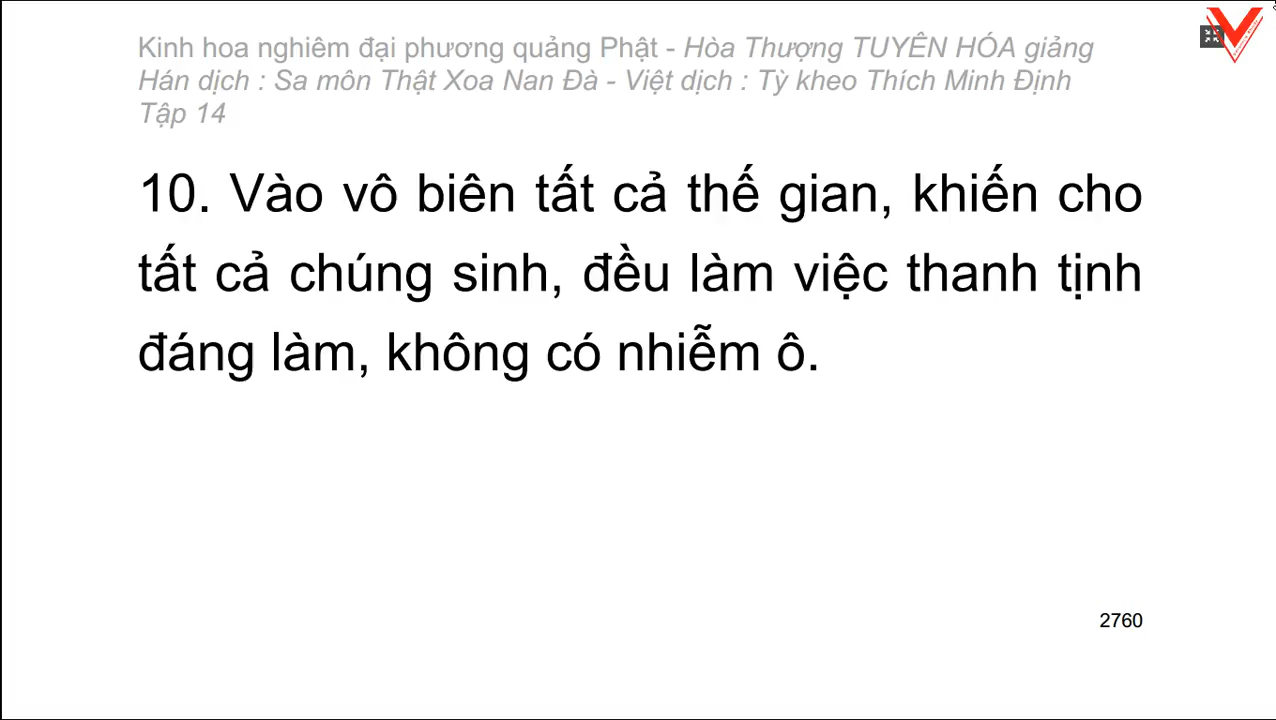 Kinh hoa nghiêm đại phương quảng Phật - Hòa Thượng TUYÊN HÓA giảng
Hán dịch : Sa môn Thật Xoa Nan Đà - Việt dịch : Tỳ kheo Thích Minh Định
Tập 14
10. Vào vô biên tất cả thế gian, khiến cho
tất cả chúng sinh, đều làm việc thanh tịnh
đáng làm, không có nhiễm ô.
2760